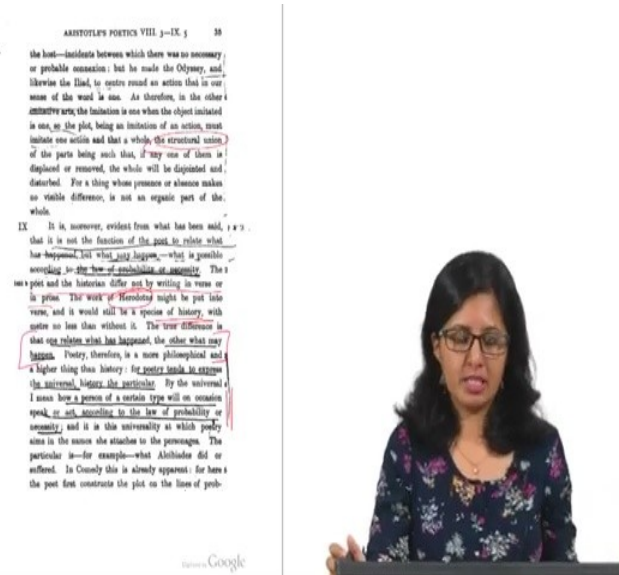 ARISTOTLE'S POETICS VIII. 3—IX. 5 35
the host—incidents between which there was no necessary
or probable connexion: but he made the Odyssey, and
likewise the Iliad, to centre round an action that in our
sense of the word is one. As therefore, in the other
imitative arts, the imitation is one when the object imitated
is one, so the plot, being an imitation of an action, must
imitate one action and that a whole, the structural union
of the parts being such that, if any one of them is
displaced or removed, the whole will be disjointed and
disturbed. For a thing whose presence or absence makes
no visible difference, is not an organic part of the
whole.
IX It is, moreover, evident from what has been said,
that it is not the function of the poet to relate what
has happened, but what may happen,—what is possible
according to the law of probability or necessity. The
poet and the historian differ not by writing in verse or
in prose. The work of Herodotus might be put into
verse, and it would still be a species of history, with
metre no less than without it. The true difference is
that one relates what has happened, the other what may
happen. Poetry, therefore, is a more philosophical and
a higher thing than history: for poetry tends to express
the universal, history the particular. By the universal
I mean how a person of a certain type will on occasion
speak or act, according to the law of probability or
necessity; and it is this universality at which poetry
aims in the names she attaches to the personages. The
particular is—for example—what Alcibiades did or
suffered. In Comedy this is already apparent: for here
the poet first constructs the plot on the lines of prob-
Google